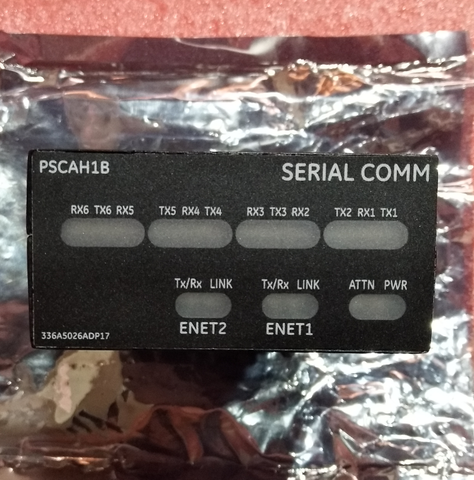 PSCAH1B SERIAL COMM
RX6 TX6 RX5 TX5 RX4 TX4 RX3 TX3 RX2 TX2 RX1 TX1
Tx/Rx LINK Tx/Rx LINK ATTN PWR
ENET2 ENET1
336A5026ADP17